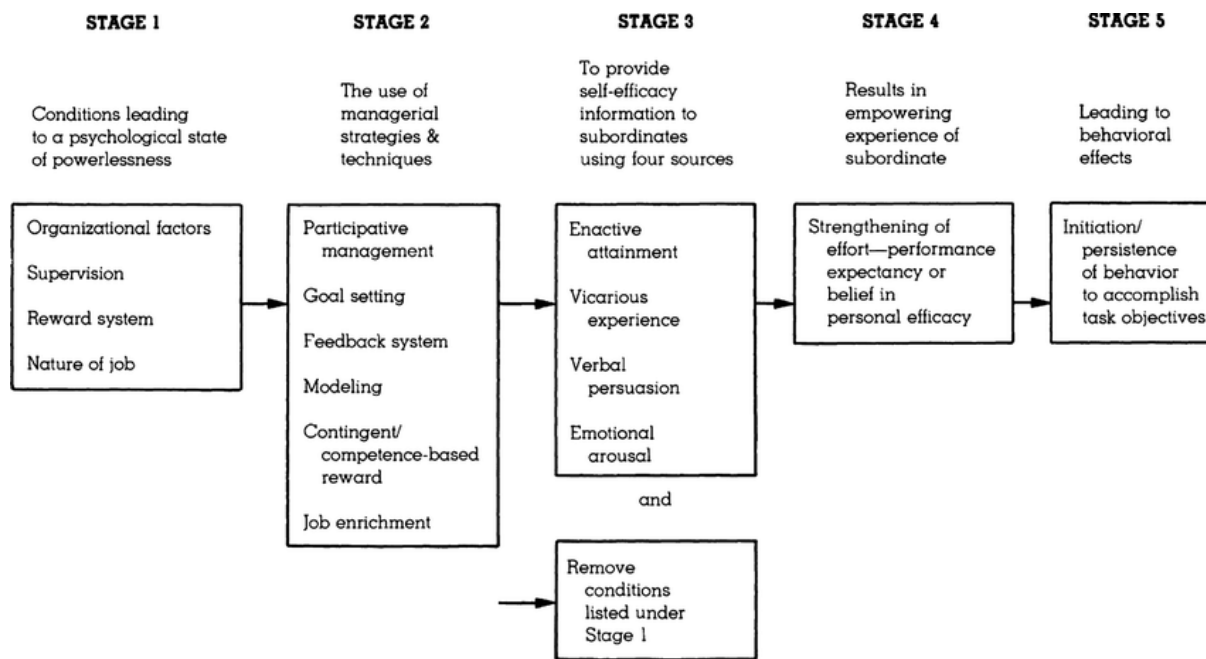 STAGE 1
Conditions leading
to a psychological state
of powerlessness
Organizational factors
Supervision
Reward system
Nature of job
STAGE 2
The use of
managerial
strategies &
techniques
Participative
management
Goal setting
Feedback system
Modeling
Contingent/
competence-based
reward
Job enrichment
STAGE 3
To provide
self-efficacy
information to
subordinates
using four sources
Enactive
attainment
Vicarious
experience
Verbal
persuasion
Emotional
arousal
and
Remove
conditions
listed under
Stage 1
STAGE 4
Results in
empowering
experience of
subordinate
Strengthening of
effort—performance
expectancy or
belief in
personal efficacy
STAGE 5
Leading to
behavioral
effects
Initiation/
persistence
of behavior
to accomplish
task objectives